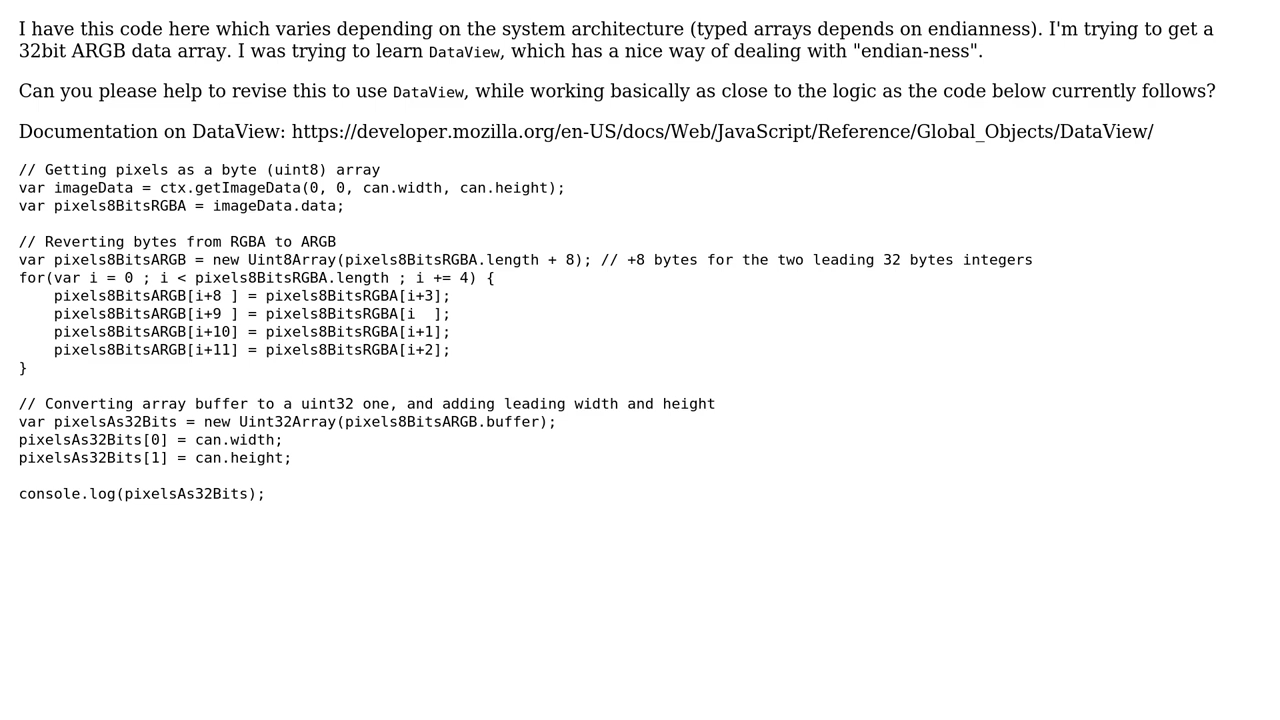 I have this code here which varies depending on the system architecture (typed arrays depends on endianness). I'm trying to get a
32bit ARGB data array. I was trying to learn DataView, which has a nice way of dealing with "endian-ness".
Can you please help to revise this to use DataView, while working basically as close to the logic as the code below currently follows?
Documentation on DataView: https://developer.mozilla.org/en-US/docs/Web/JavaScript/Reference/Global_Objects/DataView/
// Getting pixels as a byte (uint8) array
var imageData = ctx.getImageData(0, 0, can.width, can.height);
var pixels8BitsRGBA = imageData.data;
// Reverting bytes from RGBA to ARGB
var pixels8BitsARGB = new Uint8Array(pixels8BitsRGBA.length + 8); // +8 bytes for the two leading 32 bytes integers
for(var i = 0 ; i < pixels8BitsRGBA.length ; i += 4) {
    pixels8BitsARGB[i+8 ] = pixels8BitsRGBA[i+3];
    pixels8BitsARGB[i+9 ] = pixels8BitsRGBA[i  ];
    pixels8BitsARGB[i+10] = pixels8BitsRGBA[i+1];
    pixels8BitsARGB[i+11] = pixels8BitsRGBA[i+2];
}
// Converting array buffer to a uint32 one, and adding leading width and height
var pixelsAs32Bits = new Uint32Array(pixels8BitsARGB.buffer);
pixelsAs32Bits[0] = can.width;
pixelsAs32Bits[1] = can.height;
console.log(pixelsAs32Bits);